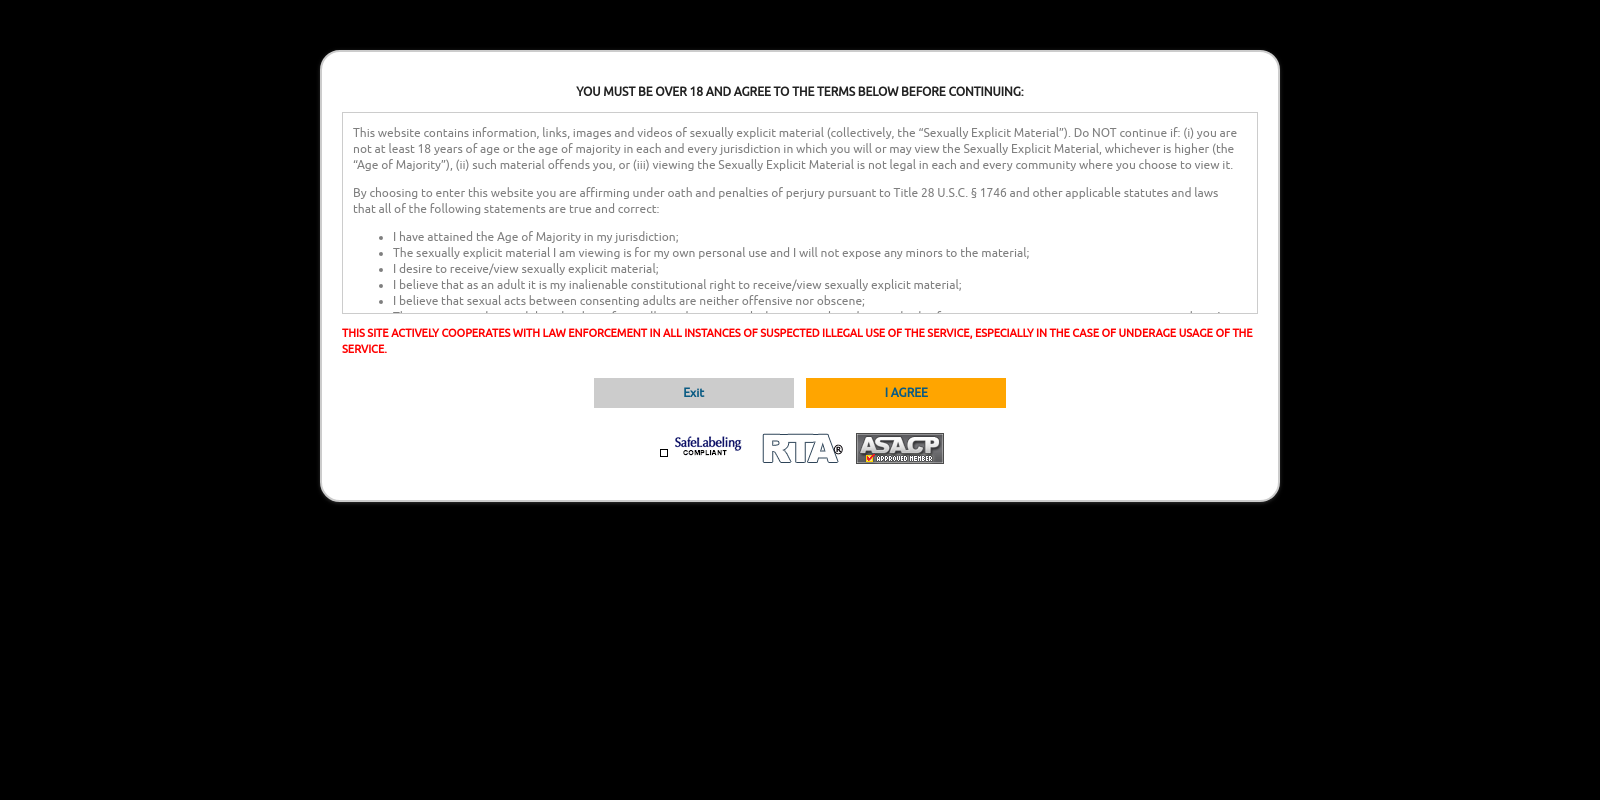 YOU MUST BE OVER 18 AND AGREE TO THE TERMS BELOW BEFORE CONTINUING:
This website contains information, links, images and videos of sexually explicit material (collectively, the “Sexually Explicit Material”). Do NOT continue if: (i) you are
not at least 18 years of age or the age of majority in each and every jurisdiction in which you will or may view the Sexually Explicit Material, whichever is higher (the
“Age of Majority”), (ii) such material offends you, or (iii) viewing the Sexually Explicit Material is not legal in each and every community where you choose to view it.
By choosing to enter this website you are affirming under oath and penalties of perjury pursuant to Title 28 U.S.C. § 1746 and other applicable statutes and laws
that all of the following statements are true and correct:
• I have attained the Age of Majority in my jurisdiction;
• The sexually explicit material I am viewing is for my own personal use and I will not expose any minors to the material;
• I desire to receive/view sexually explicit material;
• I believe that as an adult it is my inalienable constitutional right to receive/view sexually explicit material;
• I believe that sexual acts between consenting adults are neither offensive nor obscene;
THIS SITE ACTIVELY COOPERATES WITH LAW ENFORCEMENT IN ALL INSTANCES OF SUSPECTED ILLEGAL USE OF THE SERVICE, ESPECIALLY IN THE CASE OF UNDERAGE USAGE OF THE
SERVICE.
Exit
I AGREE
SafeLabeling
COMPLIANT
RTA®
ASACP
APPROVED MEMBER